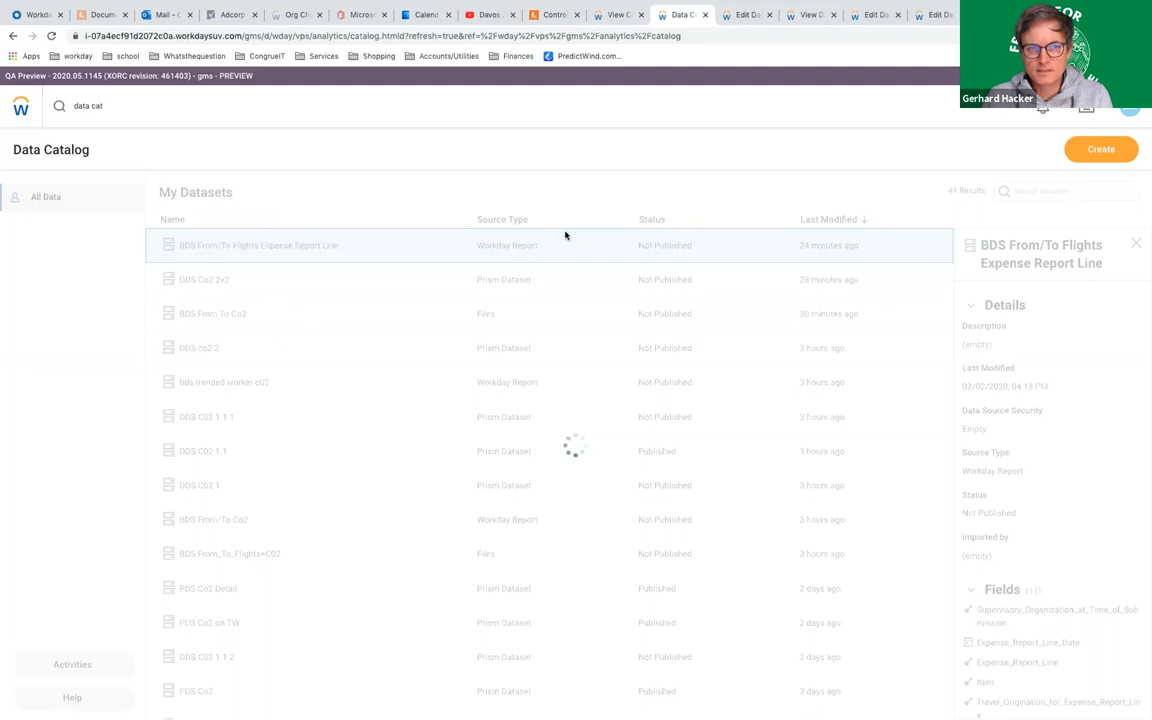 Workda
Docum
Mail -
Adcorp
Org Ch
Micros
Calend
Davos
Contro
View C
Data C
Edit Da
View D
Edit Da
Edit Da
i-07a4ecf91d2072c0a.workdaysuv.com/gms/d/wday/vps/analytics/catalog.htmld?refresh=true&ref=%2Fwday%2Fvps%2Fgms%2Fanalytics%2Fcatalog
Apps workday school Whatsthequestion CongrueIT Services Shopping Accounts/Utilities Finances PredictWind.com...
QA Preview - 2020.05.1145 (XORC revision: 461403) - gms - PREVIEW
Gerhard Hacker
data cat
Data Catalog
Create
All Data
My Datasets
41 Results
Search datasets
Name Source Type Status Last Modified
BDS From/To Flights Expense Report Line Workday Report Not Published 24 minutes ago
DDS Co2 2v2 Prism Dataset Not Published 28 minutes ago
BDS From To Co2 Files Not Published 30 minutes ago
DDS co2 2 Prism Dataset Not Published 3 hours ago
bds trended worker c02 Workday Report Not Published 3 hours ago
DDS C02 1 1 1 Prism Dataset Not Published 3 hours ago
DDS C02 1.1 Prism Dataset Published 3 hours ago
DDS C02 1 Prism Dataset Not Published 3 hours ago
BDS From/To Co2 Workday Report Not Published 3 hours ago
BDS From_To_Flights+C02 Files Not Published 3 hours ago
PDS Co2 Detail Prism Dataset Published 2 days ago
PDS Co2 on TW Prism Dataset Published 2 days ago
DDS C02 1 1 2 Prism Dataset Not Published 2 days ago
PDS Co2 Prism Dataset Published 3 days ago
Activities
Help
BDS From/To Flights
Expense Report Line
Details
Description
(empty)
Last Modified
02/02/2020, 04:18 PM
Data Source Security
Empty
Source Type
Workday Report
Status
Not Published
Imported by
(empty)
Fields (11)
Supervisory_Organization_at_Time_of_Sub
mission
Expense_Report_Line_Date
Expense_Report_Line
Item
Travel_Origination_for_Expense_Report_Lin
e